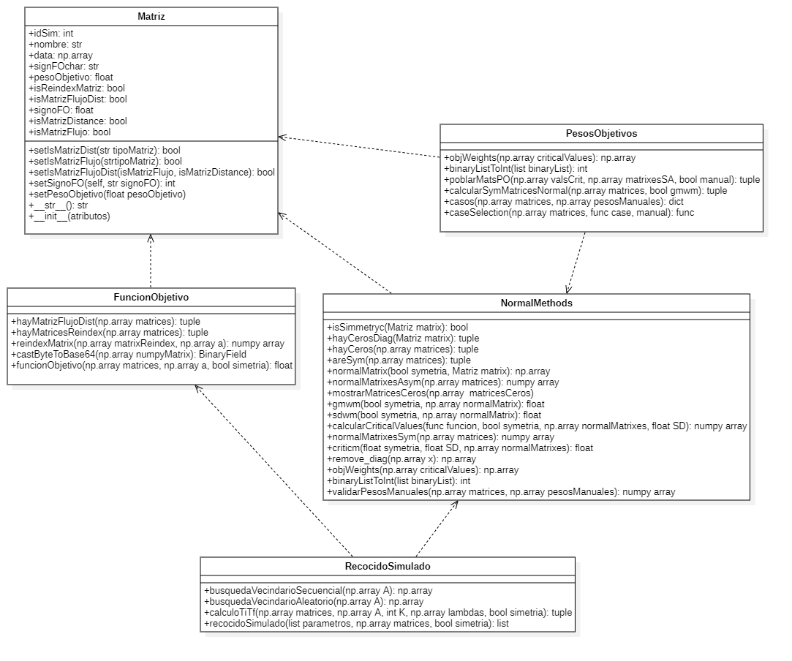 Matriz
+idSim: int
+nombre: str
+data: np.array
+signFOchar: str
+pesoObjetivo: float
+isReindexMatriz: bool
+isMatrizFlujoDist: bool
+signoFO: float
+isMatrizDistance: bool
+isMatrizFlujo: bool
+setIsMatrizDist(str tipoMatriz): bool
+setIsMatrizFlujo(strtipoMatriz): bool
+setIsMatrizFlujoDist(isMatrizFlujo, isMatrizDistance): bool
+setSignoFO(self, str signoFO): int
+setPesoObjetivo(float pesoObjetivo)
+__str__(): str
+__init__(atributos)
PesosObjetivos
+objWeights(np.array criticalValues): np.array
+binaryListToInt(list binaryList): int
+poblarMatsPO(np.array valsCrit, np.array matrixesSA, bool manual): tuple
+calcularSymMatricesNormal(np.array matrices, bool gmwm): tuple
+casos(np.array matrices, np.array pesosManuales): dict
+caseSelection(np.array matrices, func case, manual): func
FuncionObjetivo
+hayMatrizFlujoDist(np.array matrices): tuple
+hayMatricesReindex(np.array matrices): tuple
+reindexMatrix(np.array matrixReindex, np.array a): numpy array
+castByteToBase64(np.array numpyMatrix): BinaryField
+funcionObjetivo(np.array matrices, np.array a, bool simetria): float
NormalMethods
+isSimmetryc(Matriz matrix): bool
+hayCerosDiag(Matriz matrix): tuple
+hayCeros(np.array matrices): tuple
+areSym(np.array matrices): tuple
+normalMatrix(bool symetria, Matriz matrix): np.array
+normalMatrixesAsym(np.array matrices): numpy array
+mostrarMatricesCeros(np.array  matricesCeros)
+gmwm(bool symetria, np.array normalMatrix): float
+sdwm(bool symetria, np.array normalMatrix): float
+calcularCriticalValues(func funcion, bool symetria, np.array normalMatrixes, float SD): numpy array
+normalMatrixesSym(np.array matrices): numpy array
+criticm(float symetria, float SD, np.array normalMatrixes): float
+remove_diag(np.array x): np.array
+objWeights(np.array criticalValues): np.array
+binaryListToInt(list binaryList): int
+validarPesosManuales(np.array matrices, np.array pesosManuales): numpy array
RecocidoSimulado
+busquedaVecindarioSecuencial(np.array A): np.array
+busquedaVecindarioAleatorio(np.array A): np.array
+calculoTiTf(np.array matrices, np.array A, int K, np.array lambdas, bool simetria): tuple
+recocidoSimulado(list parametros, np.array matrices, bool simetria): list